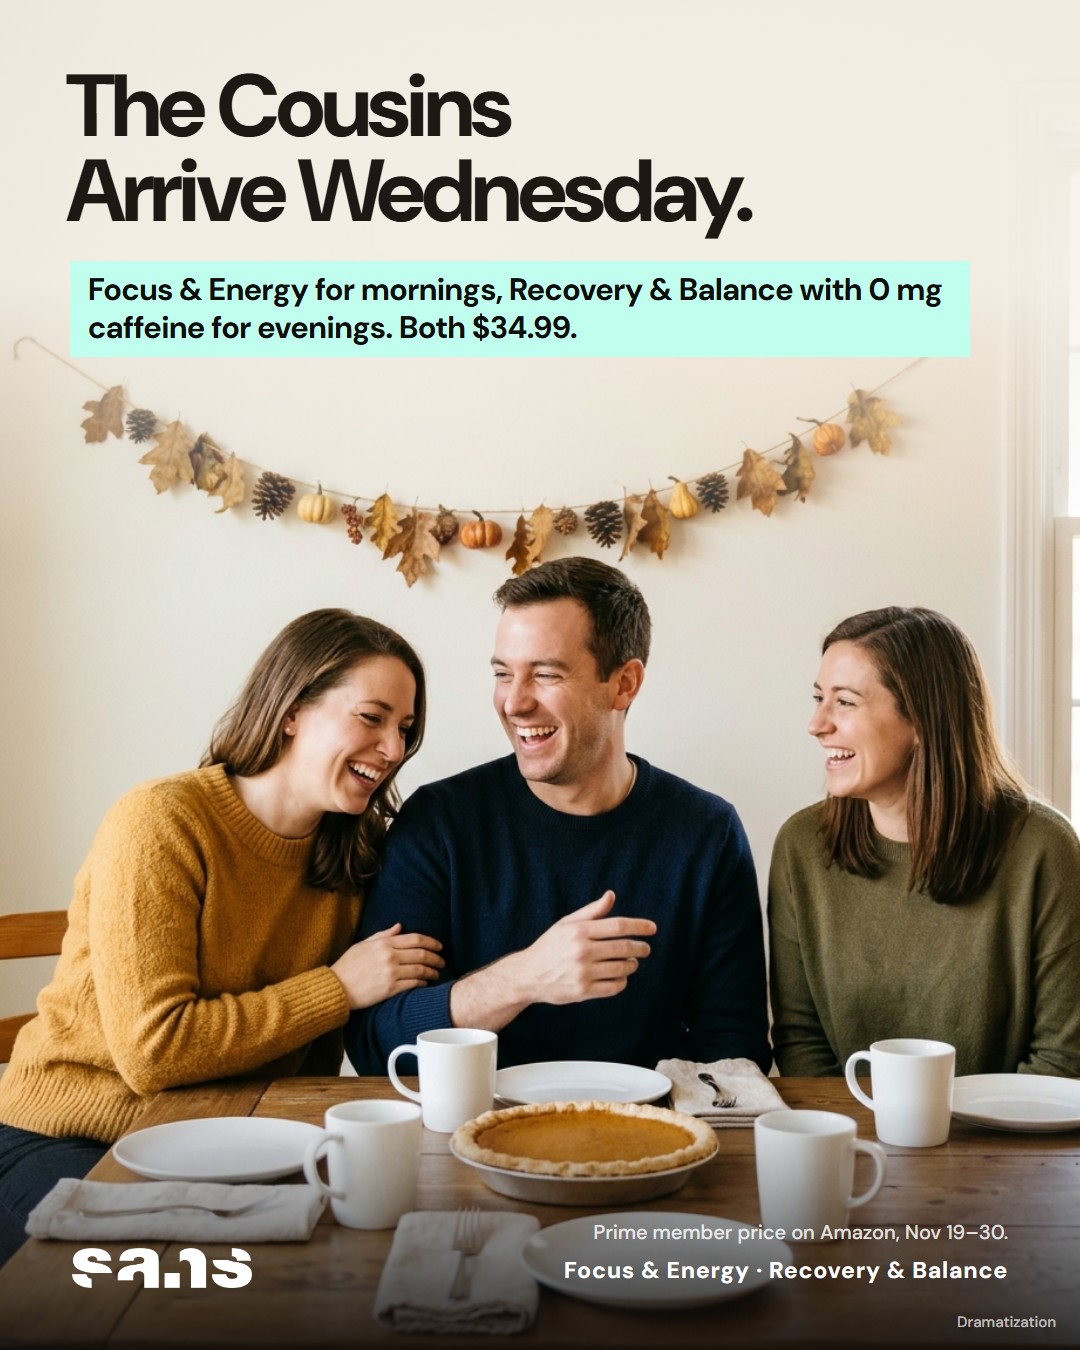 The Cousins
Arrive Wednesday.
Focus & Energy for mornings, Recovery & Balance with 0 mg
caffeine for evenings. Both $34.99.
Prime member price on Amazon, Nov 19–30.
sans
Focus & Energy · Recovery & Balance
Dramatization